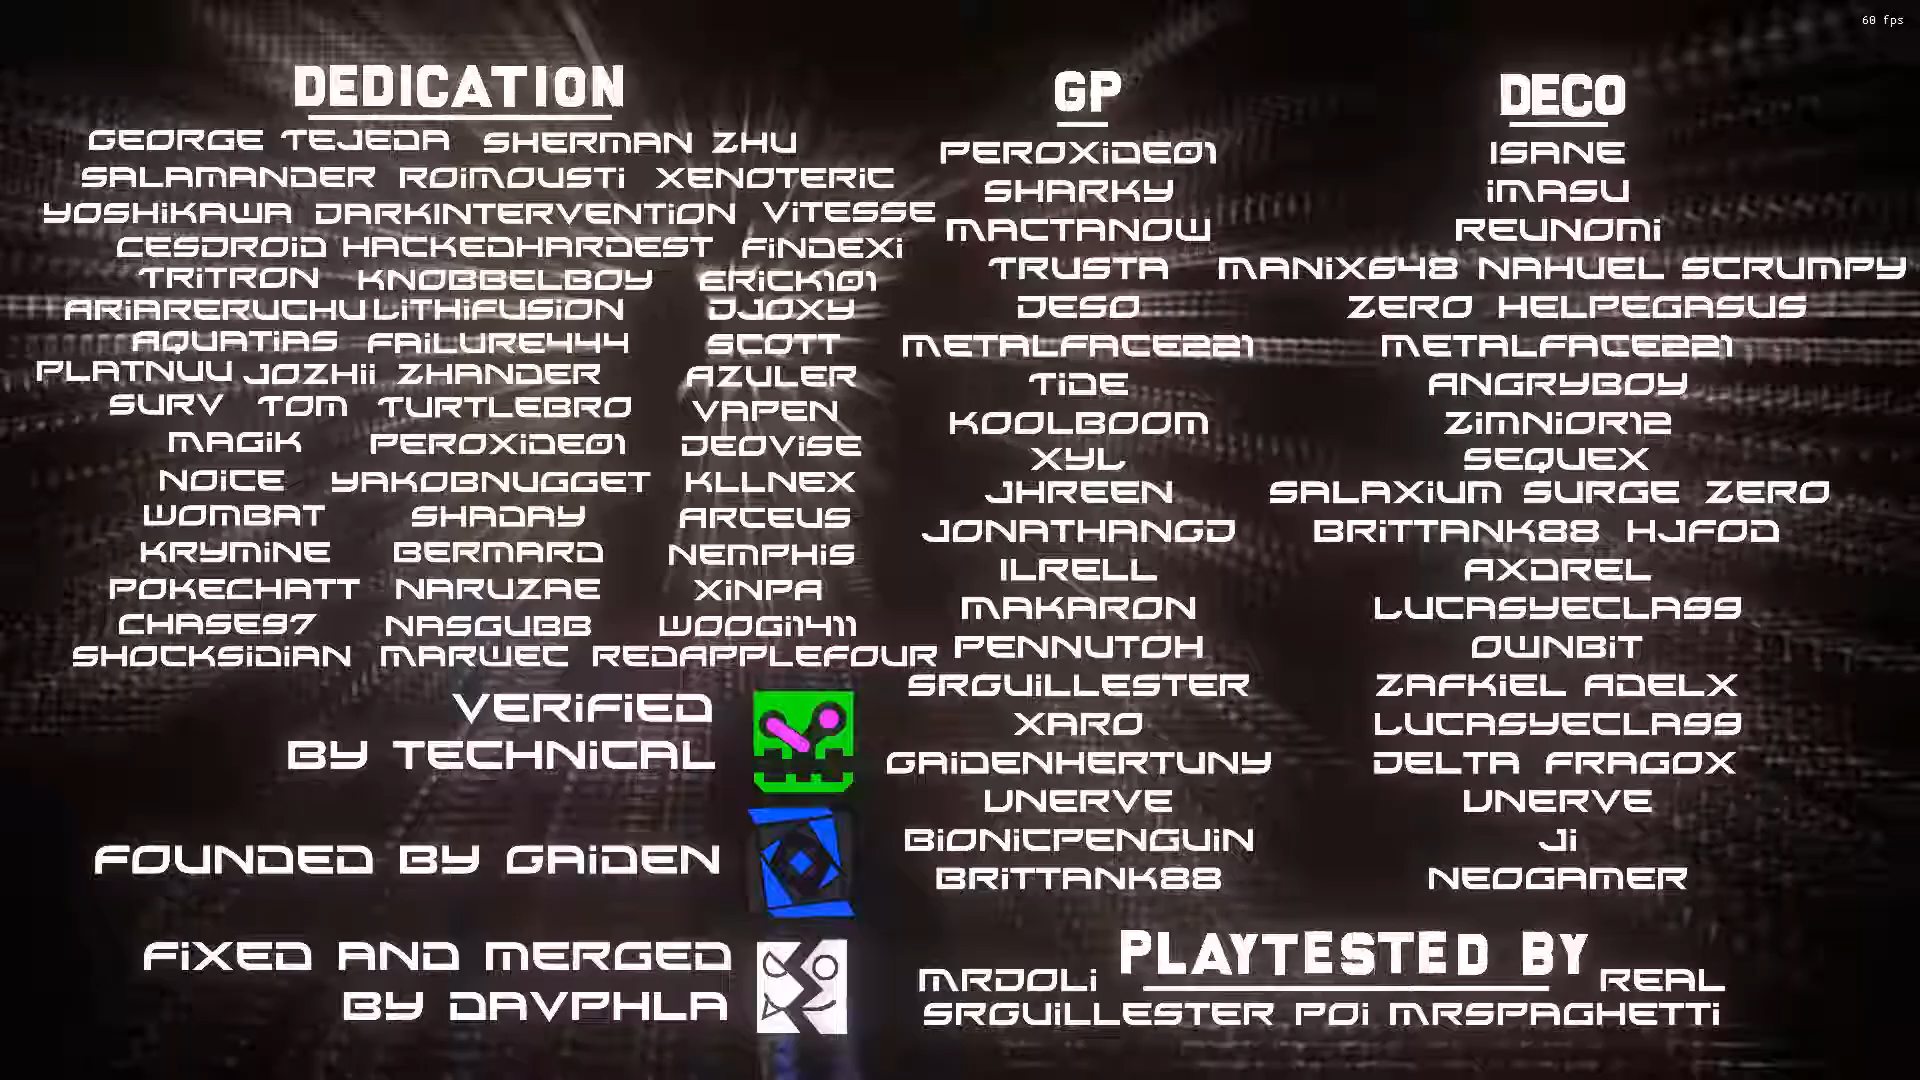 60 fps
DEDICATION
GEORGE TEJEDA SHERMAN ZHU
SALAMANDER ROiMOUSTi XENOTERiC
YOSHiKAWA DARKINTERVENTiON ViTESSE
CESDROiD HACKEDHARDEST FiNDEXi
TRiTRON KNOBBELBOY ERiCK101
ARiARERUCHU LiTHiFUSiON DJOXY
AQUATiAS FAiLURE444 SCOTT
PLATNUU JOZHii ZHANDER AZULER
SURV TOM TURTLEBRO VAPEN
MAGiK PEROXiDE01 DEOViSE
NOiCE YAKOBNUGGET KLLNEX
WOMBAT SHADAY ARCEUS
KRYMiNE BERMARD NEMPHiS
POKECHATT NARUZAE XiNPA
CHASE97 NASGUBB WOOGi1411
SHOCKSiDiAN MARWEC REDAPPLEFOUR
VERiFiED
BY TECHNiCAL
FOUNDED BY GAiDEN
FiXED AND MERGED
BY DAVPHLA
GP
PEROXiDE01
SHARKY
MACTANOW
TRUSTA
DESO
METALFACE221
TiDE
KOOLBOOM
XYL
JHREEN
JONATHANGD
ILRELL
MAKARON
PENNUTOH
SRGUiLLESTER
XARO
GAiDENHERTUNY
UNERVE
BiONiCPENGUiN
BRiTTANK88
DECO
ISANE
iMASU
REUNOMi
MANiX648 NAHUEL SCRUMPY
ZERO HELPEGASUS
METALFACE221
ANGRYBOY
ZiMNiOR12
SEQUEX
SALAXiUM SURGE ZERO
BRiTTANK88 HJFOD
AXDREL
LUCASYECLA99
OWNBiT
ZAFKiEL ADELX
LUCASYECLA99
DELTA FRAGOX
UNERVE
Ji
NEOGAMER
PLAYTESTED BY
MRDOLi REAL
SRGUiLLESTER POi MRSPAGHETTi